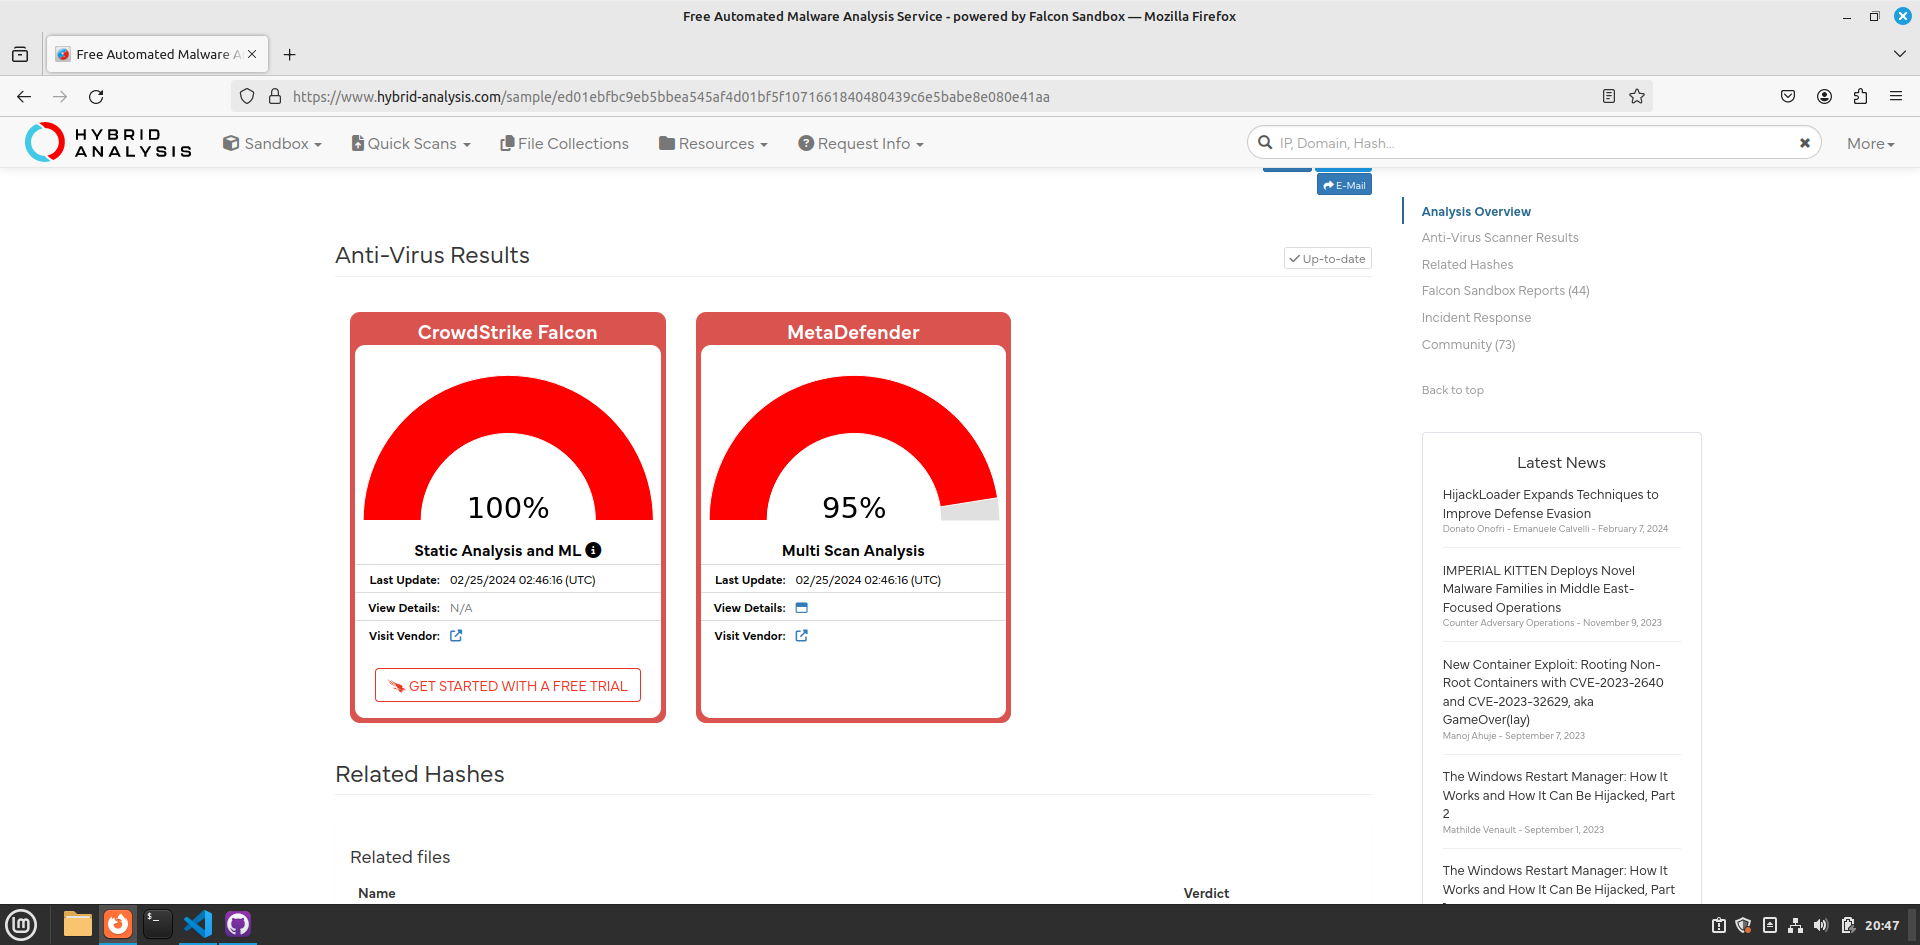 Free Automated Malware Analysis Service - powered by Falcon Sandbox — Mozilla Firefox
Free Automated Malware A
https://www.hybrid-analysis.com/sample/ed01ebfbc9eb5bbea545af4d01bf5f1071661840480439c6e5babe8e080e41aa
HYBRID
ANALYSIS
Sandbox
Quick Scans
File Collections
Resources
Request Info
IP, Domain, Hash...
More
E-Mail
Anti-Virus Results
Up-to-date
CrowdStrike Falcon
100%
Static Analysis and ML
Last Update: 02/25/2024 02:46:16 (UTC)
View Details: N/A
Visit Vendor:
GET STARTED WITH A FREE TRIAL
MetaDefender
95%
Multi Scan Analysis
Last Update: 02/25/2024 02:46:16 (UTC)
View Details:
Visit Vendor:
Related Hashes
Related files
Name Verdict
Analysis Overview
Anti-Virus Scanner Results
Related Hashes
Falcon Sandbox Reports (44)
Incident Response
Community (73)
Back to top
Latest News
HijackLoader Expands Techniques to
Improve Defense Evasion
Donato Onofri - Emanuele Calvelli - February 7, 2024
IMPERIAL KITTEN Deploys Novel
Malware Families in Middle East-
Focused Operations
Counter Adversary Operations - November 9, 2023
New Container Exploit: Rooting Non-
Root Containers with CVE-2023-2640
and CVE-2023-32629, aka
GameOver(lay)
Manoj Ahuje - September 7, 2023
The Windows Restart Manager: How It
Works and How It Can Be Hijacked, Part
2
Mathilde Venault - September 1, 2023
The Windows Restart Manager: How It
Works and How It Can Be Hijacked, Part
20:47